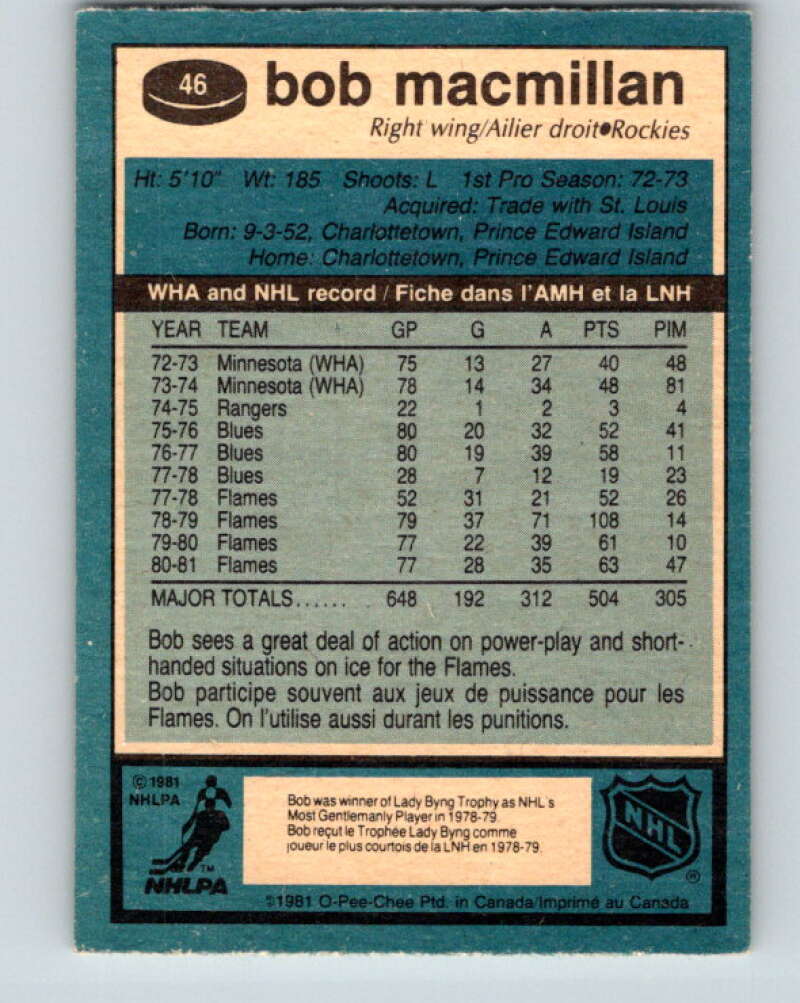 46
bob macmillan
Right wing/Ailier droit•Rockies
Ht: 5'10" Wt: 185 Shoots: L 1st Pro Season: 72-73
Acquired: Trade with St. Louis
Born: 9-3-52, Charlottetown, Prince Edward Island
Home: Charlottetown, Prince Edward Island
WHA and NHL record / Fiche dans l'AMH et la LNH
YEAR TEAM GP G A PTS PIM
72-73 Minnesota (WHA) 75 13 27 40 48
73-74 Minnesota (WHA) 78 14 34 48 81
74-75 Rangers 22 1 2 3 4
75-76 Blues 80 20 32 52 41
76-77 Blues 80 19 39 58 11
77-78 Blues 28 7 12 19 23
77-78 Flames 52 31 21 52 26
78-79 Flames 79 37 71 108 14
79-80 Flames 77 22 39 61 10
80-81 Flames 77 28 35 63 47
MAJOR TOTALS...... 648 192 312 504 305
Bob sees a great deal of action on power-play and short-
handed situations on ice for the Flames.
Bob participe souvent aux jeux de puissance pour les
Flames. On l'utilise aussi durant les punitions.
© 1981
NHLPA
TM
NHLPA
Bob was winner of Lady Byng Trophy as NHL's
Most Gentlemanly Player in 1978-79.
Bob reçut le Trophée Lady Byng comme
joueur le plus courtois de la LNH en 1978-79.
NHL
®
©1981 O-Pee-Chee Ptd. in Canada/Imprimé au Canada